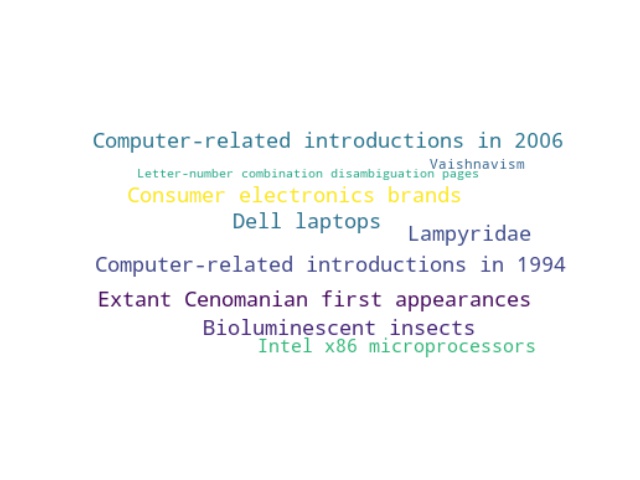 Computer-related introductions in 2006
Vaishnavism
Letter-number combination disambiguation pages
Consumer electronics brands
Dell laptops
Lampyridae
Computer-related introductions in 1994
Extant Cenomanian first appearances
Bioluminescent insects
Intel x86 microprocessors